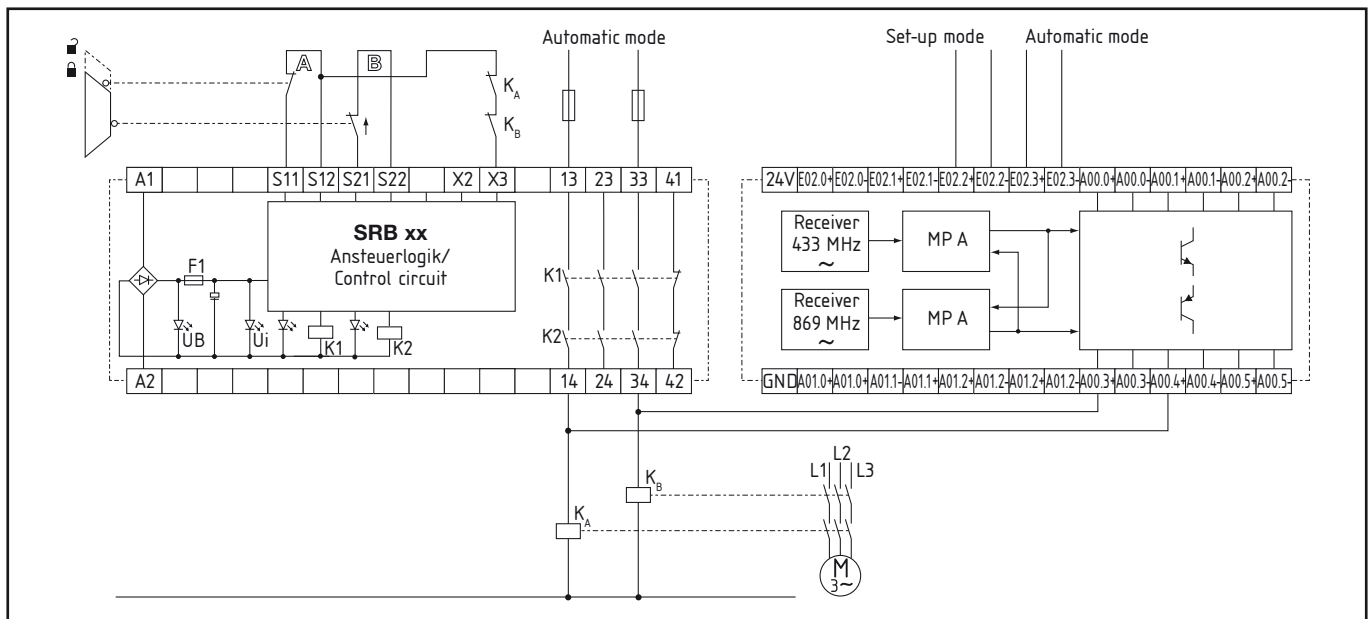 Automatic mode
Set-up mode Automatic mode
A B
K_A
K_B
A1 S11 S12 S21 S22 X2 X3 13 23 33 41
24V E02.0+ E02.0- E02.1+ E02.1- E02.2+ E02.2- E02.3+ E02.3- A00.0+ A00.0- A00.1+ A00.1- A00.2+ A00.2-
SRB xx
Ansteuerlogik/
Control circuit
F1
UB Ui K1 K2
K1
K2
Receiver
433 MHz
~
MP A
Receiver
869 MHz
~
MP A
A2 14 24 34 42
GND A01.0+ A01.0+ A01.1- A01.1+ A01.2+ A01.2- A01.2+ A01.2- A00.3+ A00.3- A00.4+ A00.4- A00.5+ A00.5-
L1 L2 L3
K_B
K_A
M
3~